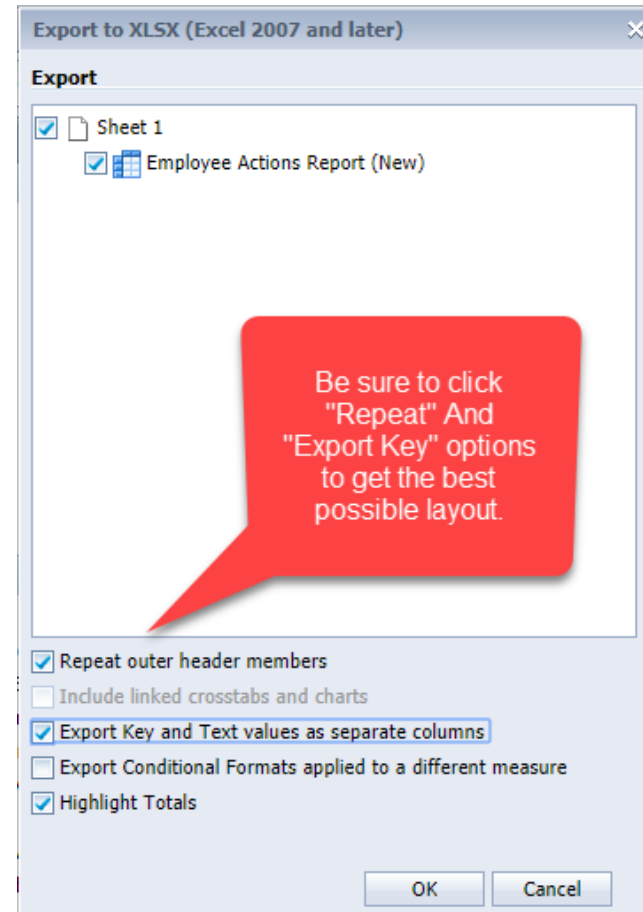 Export to XLSX (Excel 2007 and later)
Export
Sheet 1
Employee Actions Report (New)
Be sure to click
"Repeat" And
"Export Key" options
to get the best
possible layout.
Repeat outer header members
Include linked crosstabs and charts
Export Key and Text values as separate columns
Export Conditional Formats applied to a different measure
Highlight Totals
OK Cancel